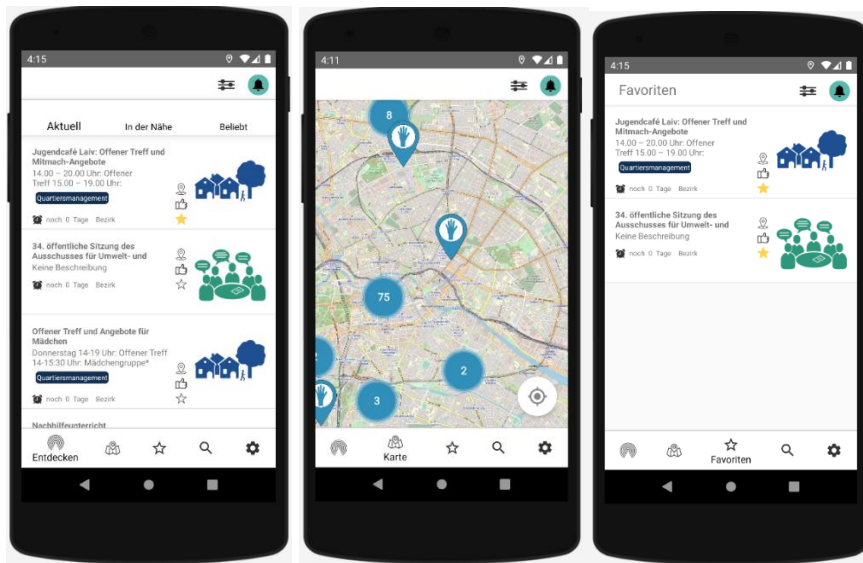 4:15
Aktuell In der Nähe Beliebt
Jugendcafé Laiv: Offener Treff und
Mitmach-Angebote
14.00 – 20.00 Uhr: Offener
Treff 15.00 – 19.00 Uhr:
Quartiersmanagement
noch 0 Tage Bezirk
34. öffentliche Sitzung des
Ausschusses für Umwelt- und
Keine Beschreibung
noch 0 Tage Bezirk
Offener Treff und Angebote für
Mädchen
Donnerstag 14-19 Uhr: Offener Treff
14-15:30 Uhr: Mädchengruppe*
Quartiersmanagement
noch 0 Tage Bezirk
Nachhilfeunterricht
Entdecken
4:11
8
75
2
2
3
Karte
4:15
Favoriten
Jugendcafé Laiv: Offener Treff und
Mitmach-Angebote
14.00 – 20.00 Uhr: Offener
Treff 15.00 – 19.00 Uhr:
Quartiersmanagement
noch 0 Tage Bezirk
34. öffentliche Sitzung des
Ausschusses für Umwelt- und
Keine Beschreibung
noch 0 Tage Bezirk
Favoriten